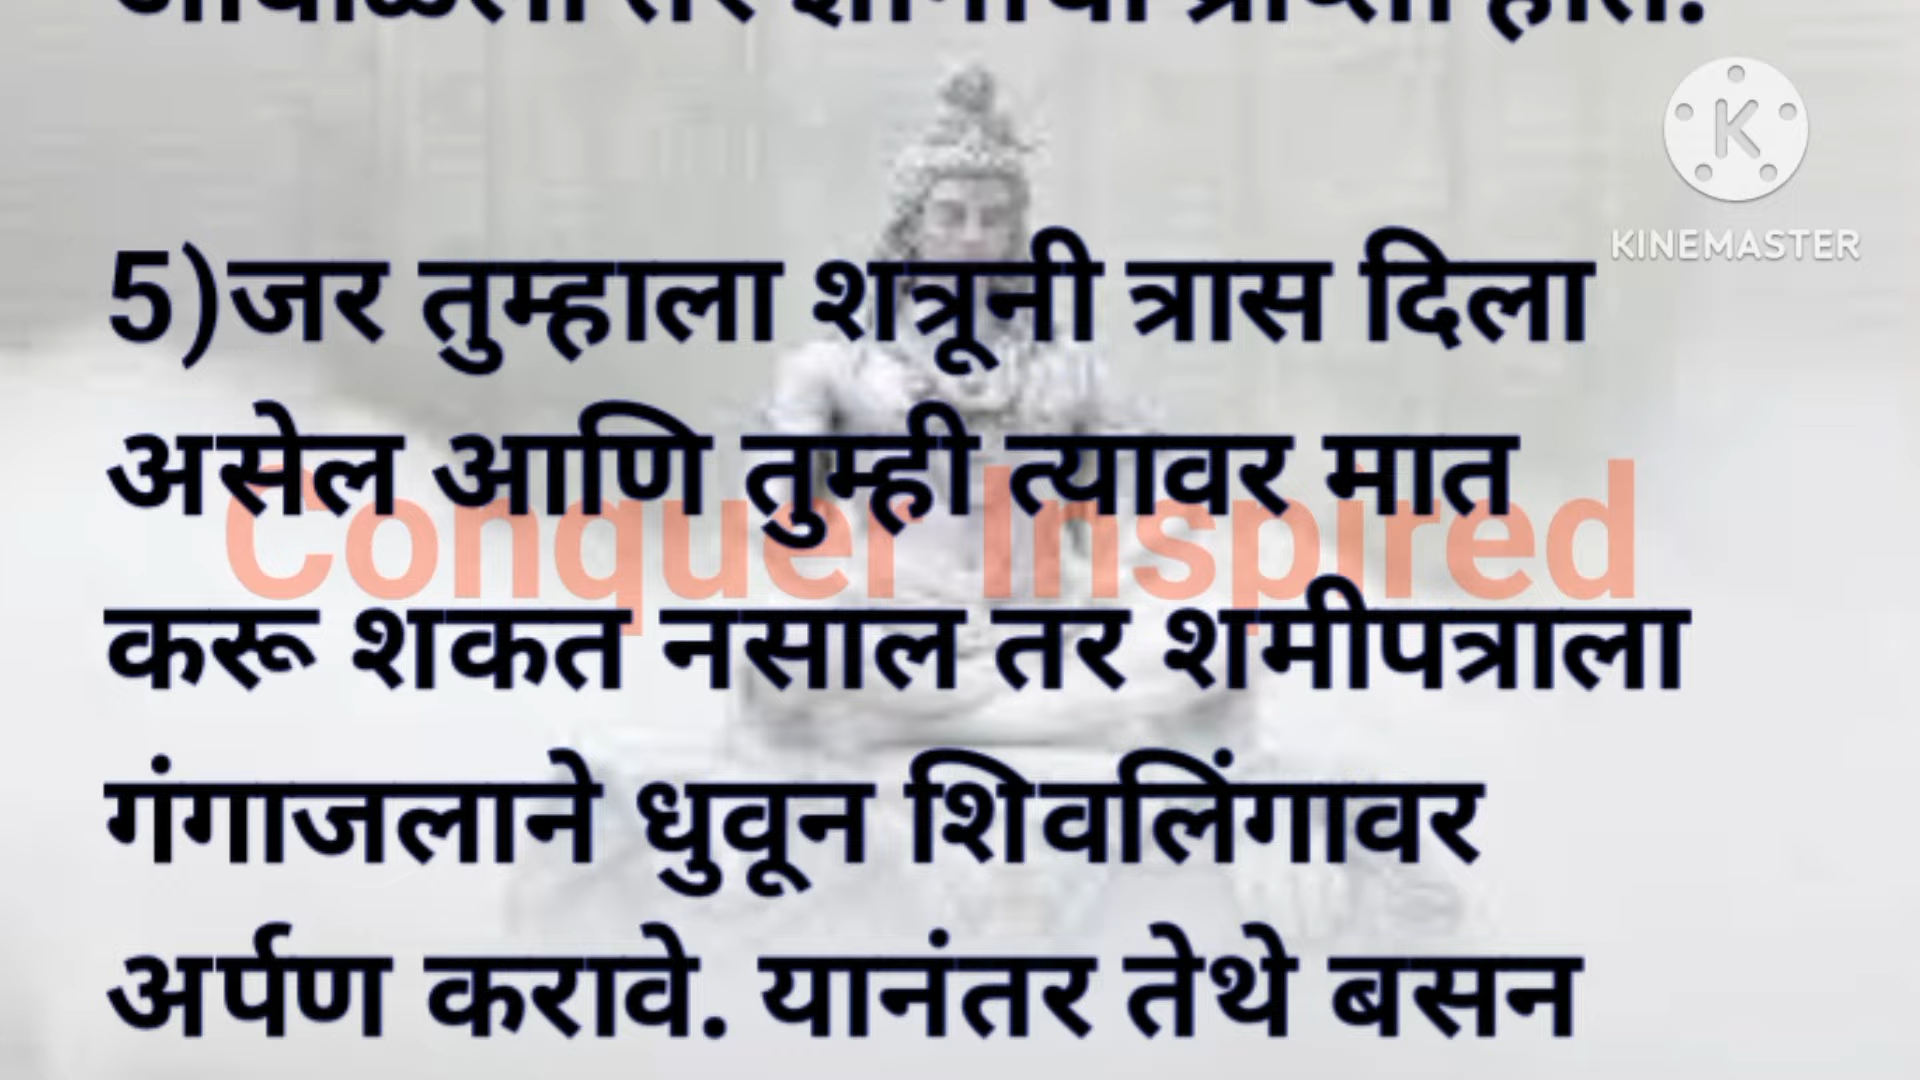 KINEMASTER
5)जर तुम्हाला शत्रूनी त्रास दिला
असेल आणि तुम्ही त्यावर मात
Conquer Inspired
करू शकत नसाल तर शमीपत्राला
गंगाजलाने धुवून शिवलिंगावर
अर्पण करावे. यानंतर तेथे